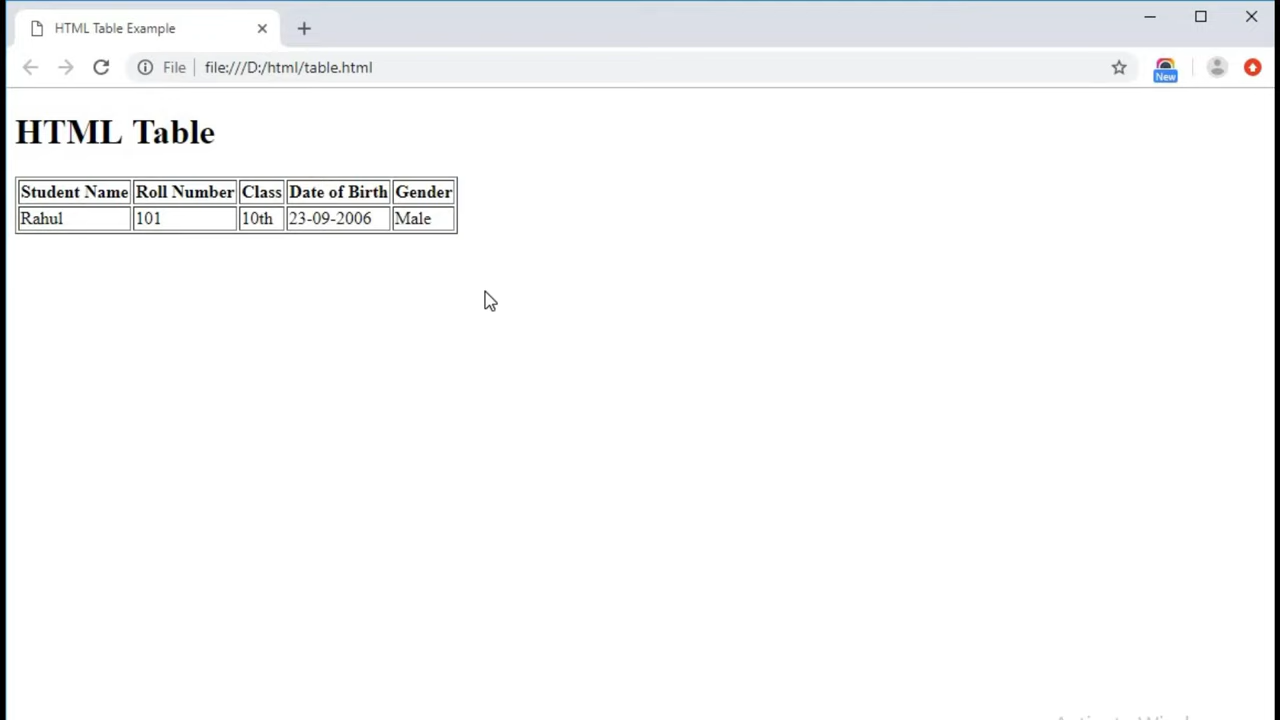 HTML Table Example
File file:///D:/html/table.html
New
HTML Table
Student Name Roll Number Class Date of Birth Gender
Rahul 101 10th 23-09-2006 Male